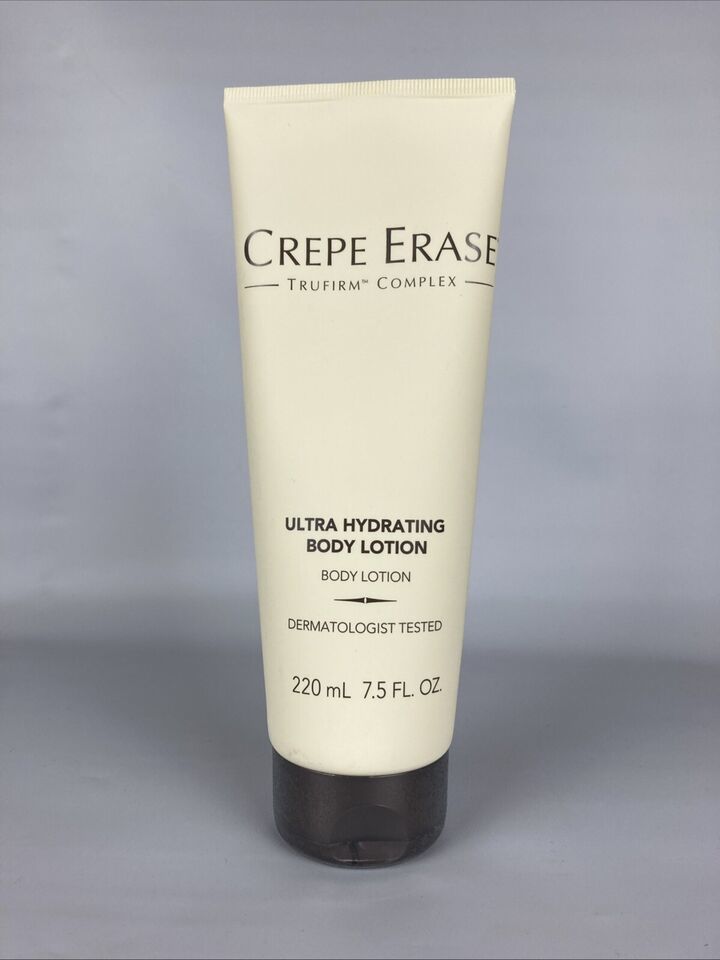 CREPE ERASE
TRUFIRM™ COMPLEX
ULTRA HYDRATING
BODY LOTION
BODY LOTION
DERMATOLOGIST TESTED
220 mL 7.5 FL. OZ.